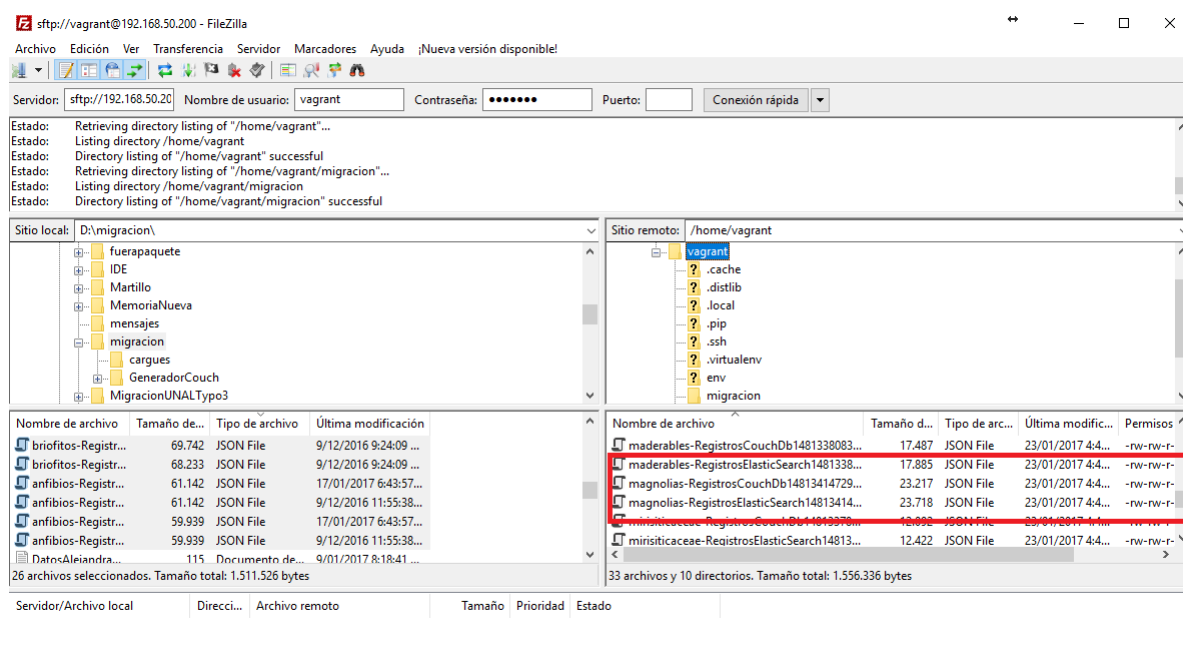 sftp://vagrant@192.168.50.200 - FileZilla
Archivo Edición Ver Transferencia Servidor Marcadores Ayuda ¡Nueva versión disponible!
Servidor: sftp://192.168.50.20 Nombre de usuario: vagrant Contraseña: ●●●●●●● Puerto: Conexión rápida
Estado: Retrieving directory listing of "/home/vagrant"...
Estado: Listing directory /home/vagrant
Estado: Directory listing of "/home/vagrant" successful
Estado: Retrieving directory listing of "/home/vagrant/migracion"...
Estado: Listing directory /home/vagrant/migracion
Estado: Directory listing of "/home/vagrant/migracion" successful
Sitio local: D:\migracion\
fuerapaquete
IDE
Martillo
MemoriaNueva
mensajes
migracion
cargues
GeneradorCouch
MigracionUNALTypo3
Sitio remoto: /home/vagrant
vagrant
? .cache
? .distlib
? .local
? .pip
? .ssh
? .virtualenv
? env
migracion
Nombre de archivo Tamaño de... Tipo de archivo Última modificación
briofitos-Registr... 69.742 JSON File 9/12/2016 9:24:09 ...
briofitos-Registr... 68.233 JSON File 9/12/2016 9:24:09 ...
anfibios-Registr... 61.142 JSON File 17/01/2017 6:43:57...
anfibios-Registr... 61.142 JSON File 9/12/2016 11:55:38...
anfibios-Registr... 59.939 JSON File 17/01/2017 6:43:57...
anfibios-Registr... 59.939 JSON File 9/12/2016 11:55:38...
DatosAlejandra... 115 Documento de... 9/01/2017 8:18:41 ...
26 archivos seleccionados. Tamaño total: 1.511.526 bytes
Nombre de archivo Tamaño d... Tipo de arc... Última modific... Permisos
maderables-RegistrosCouchDb1481338083... 17.487 JSON File 23/01/2017 4:4... -rw-rw-r-
maderables-RegistrosElasticSearch1481338... 17.885 JSON File 23/01/2017 4:4... -rw-rw-r-
magnolias-RegistrosCouchDb14813414729... 23.217 JSON File 23/01/2017 4:4... -rw-rw-r-
magnolias-RegistrosElasticSearch14813414... 23.718 JSON File 23/01/2017 4:4... -rw-rw-r-
mirisiticaceae-RegistrosCouchDb14813378... 12.092 JSON File 23/01/2017 4:4... -rw-rw-r-
mirisiticaceae-RegistrosElasticSearch14813... 12.422 JSON File 23/01/2017 4:4... -rw-rw-r-
33 archivos y 10 directorios. Tamaño total: 1.556.336 bytes
Servidor/Archivo local Direcci... Archivo remoto Tamaño Prioridad Estado